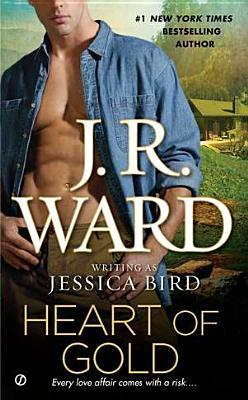 #1 NEW YORK TIMES
BESTSELLING
AUTHOR
J. R.
WARD
WRITING AS
JESSICA BIRD
HEART OF
GOLD
Every love affair comes with a risk....